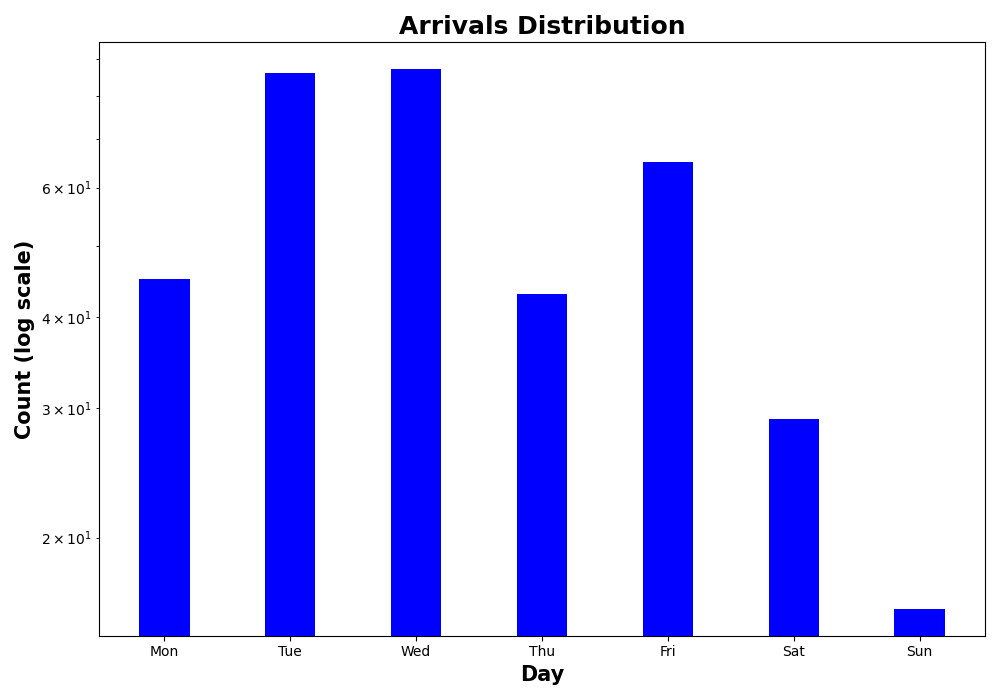 Arrivals Distribution
Count (log scale)
6 × 10¹
4 × 10¹
3 × 10¹
2 × 10¹
Mon Tue Wed Thu Fri Sat Sun
Day